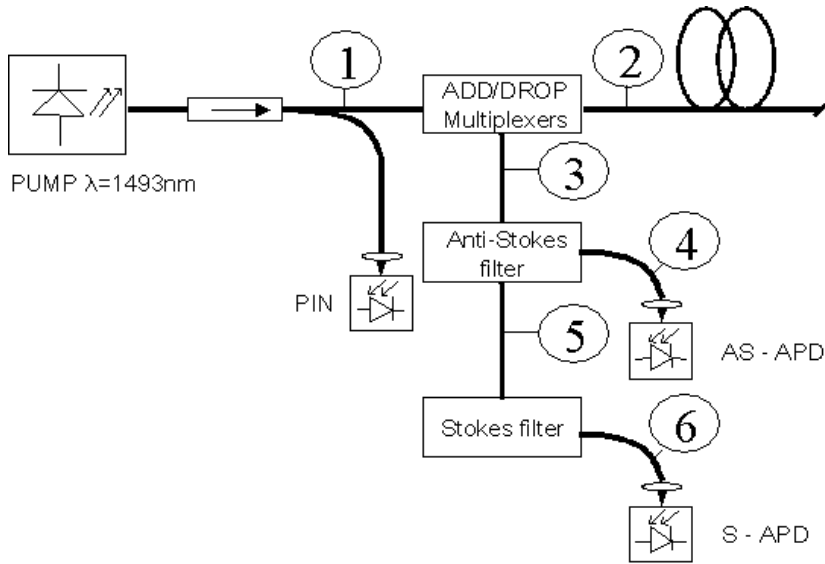 1
2
ADD/DROP
Multiplexers
PUMP λ=1493nm
3
Anti-Stokes
filter
4
PIN
5
AS - APD
Stokes filter
6
S - APD